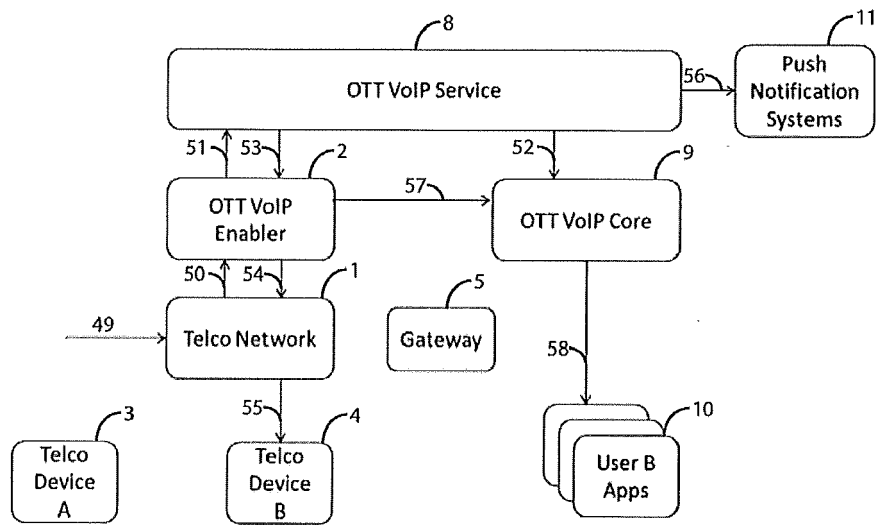 8
11
OTT VoIP Service
56
Push
Notification
Systems
51
53
2
52
9
57
OTT VoIP
Enabler
OTT VoIP Core
50
54
1
5
49
Telco Network
Gateway
58
55
3
4
10
Telco
Device
A
Telco
Device
B
User B
Apps